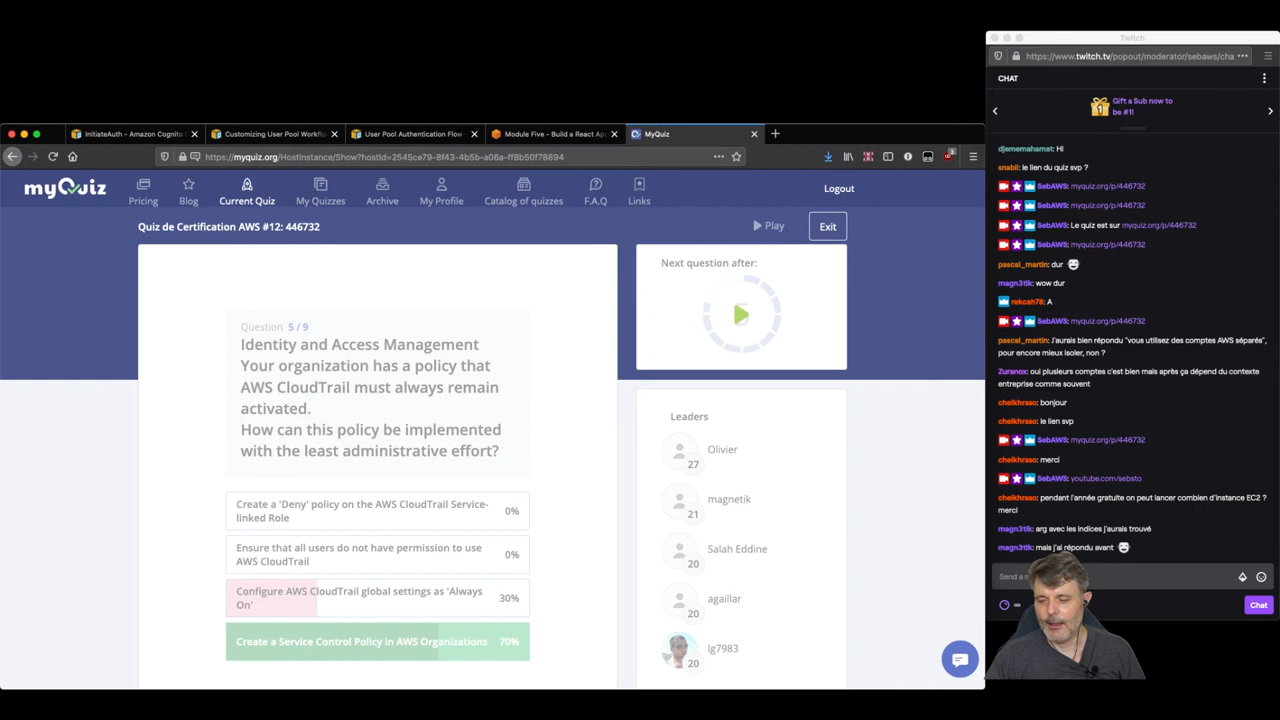 Twitch
https://www.twitch.tv/popout/moderator/sebaws/cha
CHAT
Gift a Sub now to
be #1!
InitiateAuth - Amazon Cognito
Customizing User Pool Workflo
User Pool Authentication Flow
Module Five - Build a React App
MyQuiz
https://myquiz.org/HostInstance/Show?hostId=2545ce79-8f43-4b5b-a06a-ff8b50f78894
myQuiz
Pricing
Blog
Current Quiz
My Quizzes
Archive
My Profile
Catalog of quizzes
F.A.Q
Links
Logout
Quiz de Certification AWS #12: 446732
Play
Exit
Question 5 / 9
Identity and Access Management
Your organization has a policy that
AWS CloudTrail must always remain
activated.
How can this policy be implemented
with the least administrative effort?
Create a 'Deny' policy on the AWS CloudTrail Service-
linked Role
0%
Ensure that all users do not have permission to use
AWS CloudTrail
0%
Configure AWS CloudTrail global settings as 'Always
On'
30%
Create a Service Control Policy in AWS Organizations
70%
Next question after:
Leaders
Olivier
27
magnetik
21
Salah Eddine
20
agaillar
20
lg7983
20
djememahamat: Hi
snabil: le lien du quiz svp ?
SebAWS: myquiz.org/p/446732
SebAWS: myquiz.org/p/446732
SebAWS: Le quiz est sur myquiz.org/p/446732
SebAWS: myquiz.org/p/446732
pascal_martin: dur
magn3tik: wow dur
rekcah78: A
SebAWS: myquiz.org/p/446732
pascal_martin: J'aurais bien répondu "vous utilisez des comptes AWS séparés",
pour encore mieux isoler, non ?
Zuranox: oui plusieurs comptes c'est bien mais après ça dépend du contexte
entreprise comme souvent
cheikhraso: bonjour
cheikhraso: le lien svp
SebAWS: myquiz.org/p/446732
cheikhraso: merci
SebAWS: youtube.com/sebsto
cheikhraso: pendant l'année gratuite on peut lancer combien d'instance EC2 ?
merci
magn3tik: arg avec les indices j'aurais trouvé
magn3tik: mais j'ai répondu avant
Send a
Chat